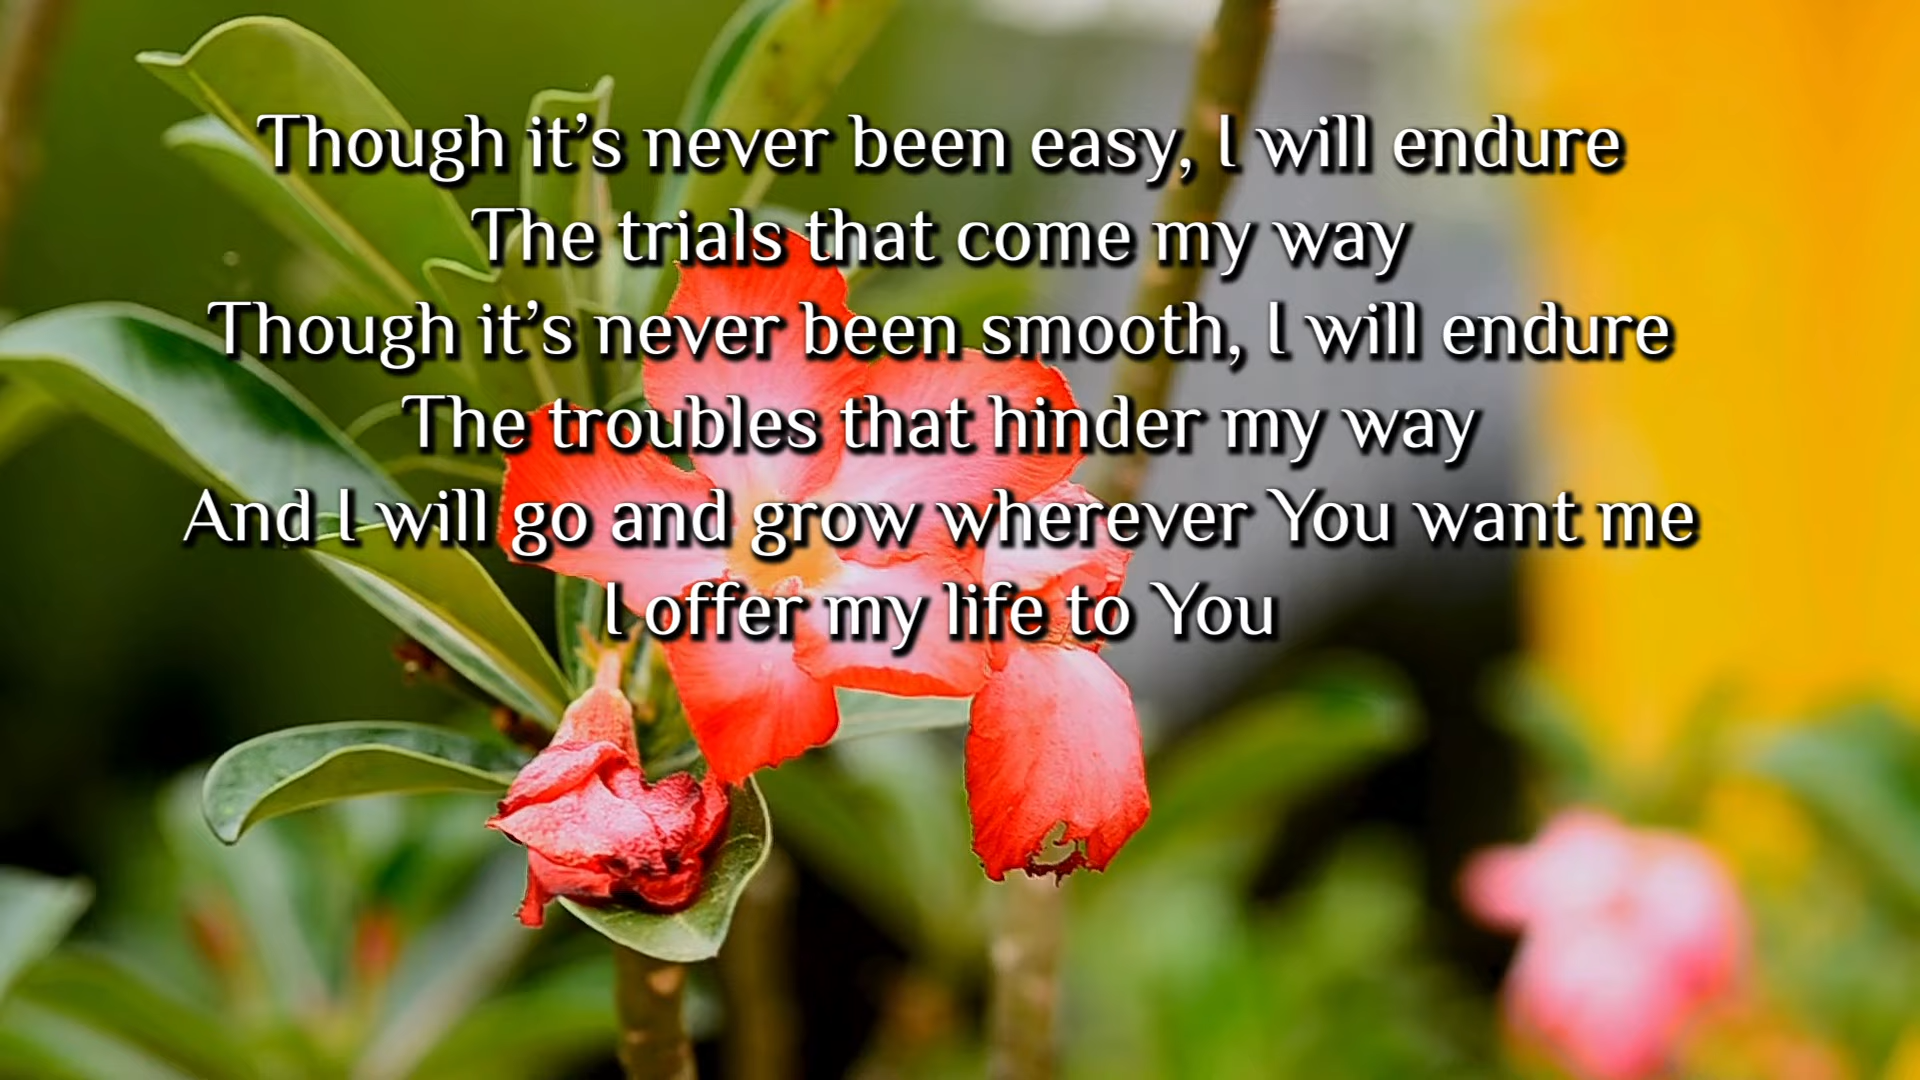 Though it’s never been easy, I will endure
The trials that come my way
Though it’s never been smooth, I will endure
The troubles that hinder my way
And I will go and grow wherever You want me
I offer my life to You